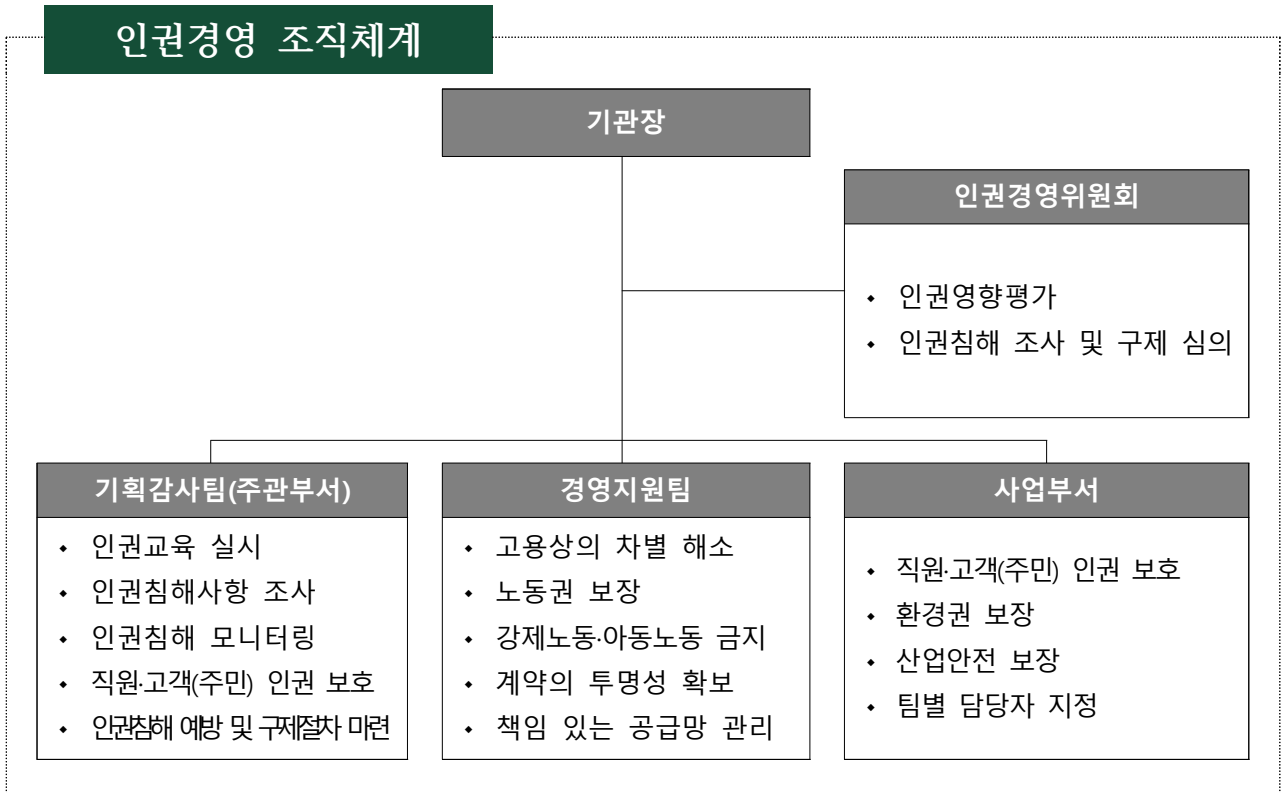 인권경영 조직체계
기관장
인권경영위원회
• 인권영향평가
• 인권침해 조사 및 구제 심의
기획감사팀(주관부서)
• 인권교육 실시
• 인권침해사항 조사
• 인권침해 모니터링
• 직원·고객(주민) 인권 보호
• 인권침해 예방 및 구제절차 마련
경영지원팀
• 고용상의 차별 해소
• 노동권 보장
• 강제노동·아동노동 금지
• 계약의 투명성 확보
• 책임 있는 공급망 관리
사업부서
• 직원·고객(주민) 인권 보호
• 환경권 보장
• 산업안전 보장
• 팀별 담당자 지정